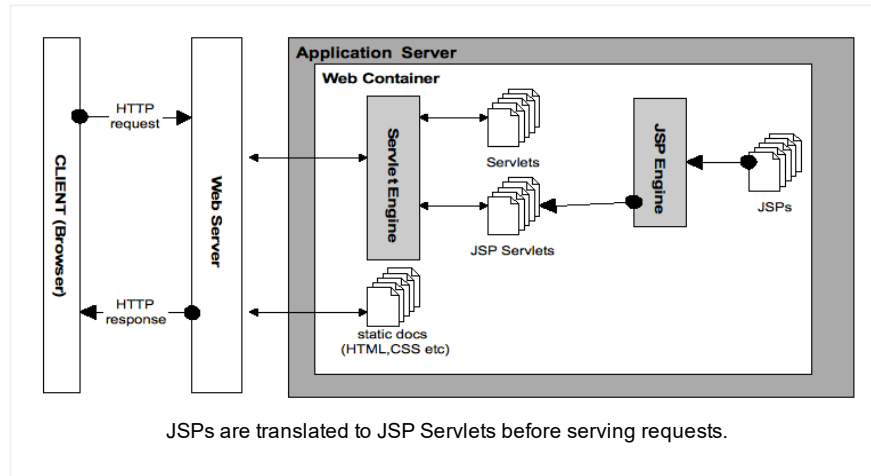 Application Server
Web Container
HTTP
request
CLIENT (Browser)
Web Server
Servlet Engine
Servlets
JSP Engine
JSPs
JSP Servlets
HTTP
response
static docs
(HTML,CSS etc)
JSPs are translated to JSP Servlets before serving requests.